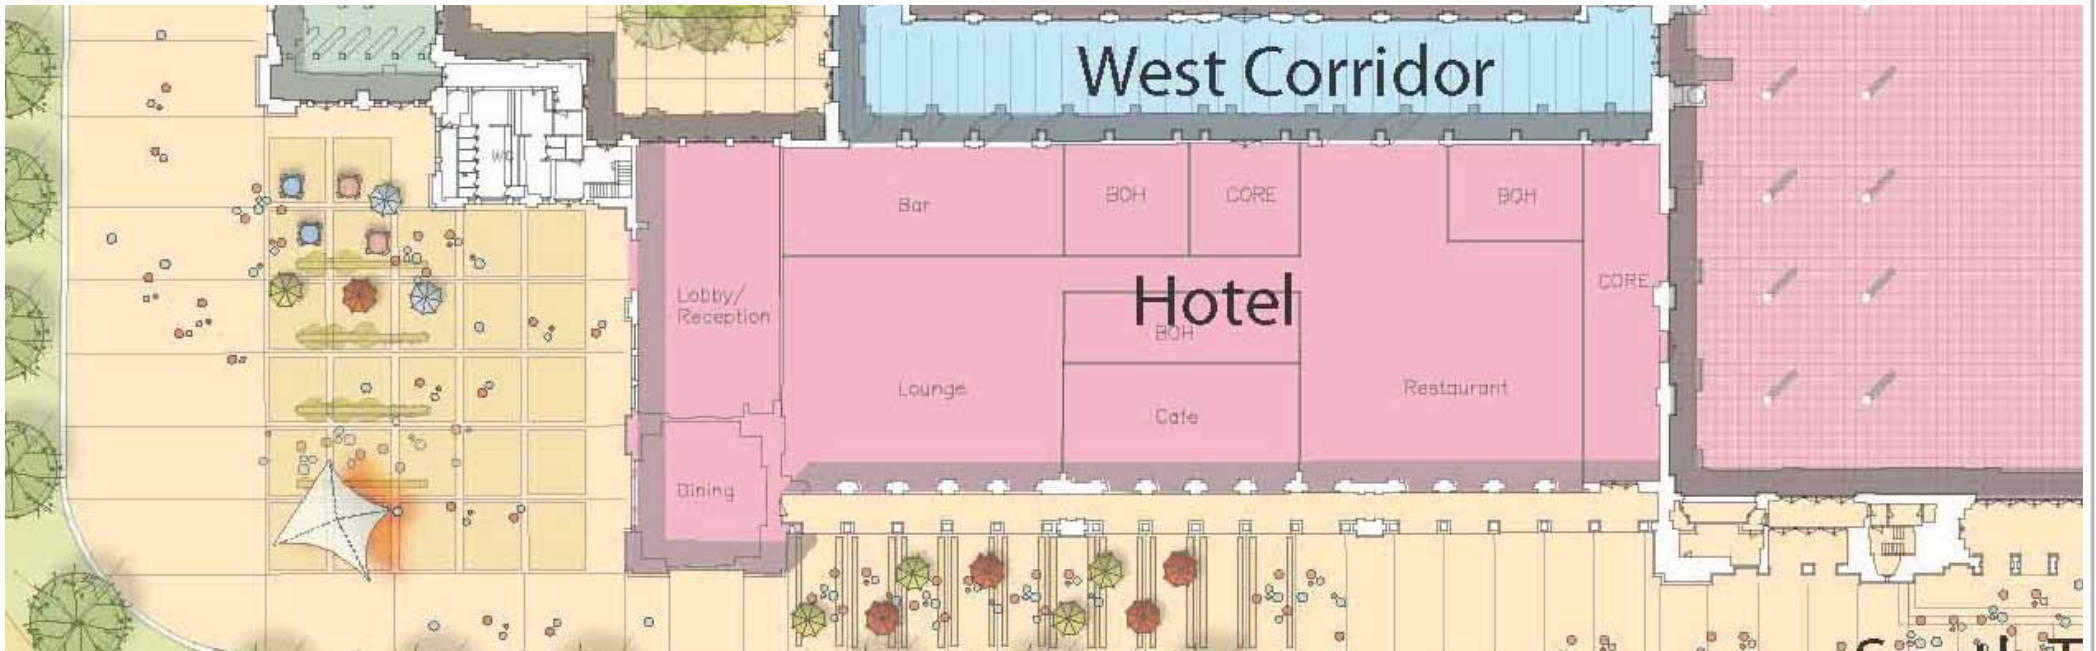 West Corridor
WC
Bar
BOH
CORE
BOH
Lobby/
Reception
Hotel
CORE
BOH
Lounge
Cafe
Restaurant
Dining